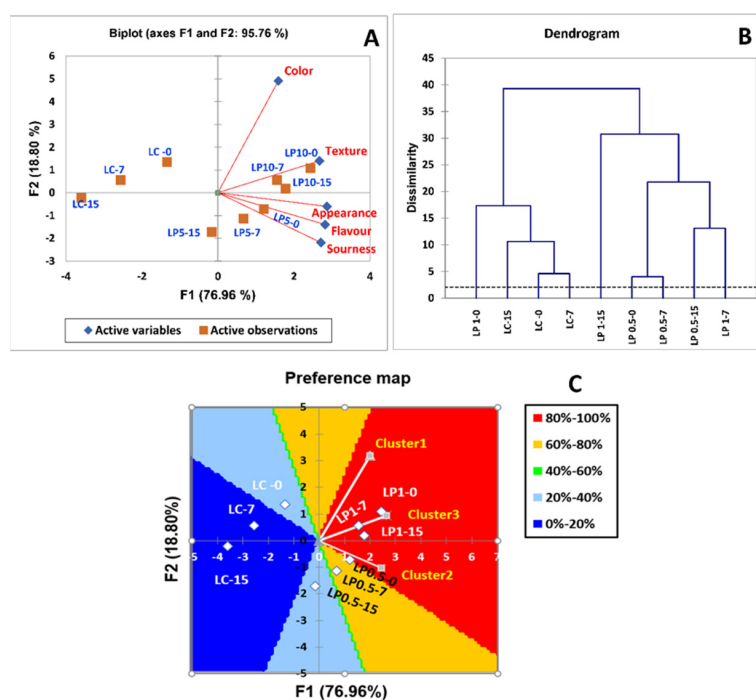 Biplot (axes F1 and F2: 95.76 %)
A
F2 (18.80 %)
6
5
4
3
2
1
0
-1
-2
-3
-4
-2
0
2
4
F1 (76.96 %)
Color
Texture
Appearance
Flavour
Sourness
LC-15
LC-7
LC -0
LP10-0
LP10-7
LP10-15
LP5-0
LP5-7
LP5-15
Active variables
Active observations
Dendrogram
B
Dissimilarity
45
40
35
30
25
20
15
10
5
0
LP 1-0
LC-15
LC -0
LC-7
LP 1-15
LP 0.5-0
LP 0.5-7
LP 0.5-15
LP 1-7
Preference map
C
F2 (18.80%)
5
4
3
2
1
0
-1
-2
-3
-4
-5
-5 -4 -3 -2 -1 0 1 2 3 4 5 6 7
F1 (76.96%)
Cluster1
LC -0
LP1-0
LC-7
LP1-7
Cluster3
LP1-15
LC-15
LP0.5-0
Cluster2
LP0.5-7
LP0.5-15
80%-100%
60%-80%
40%-60%
20%-40%
0%-20%